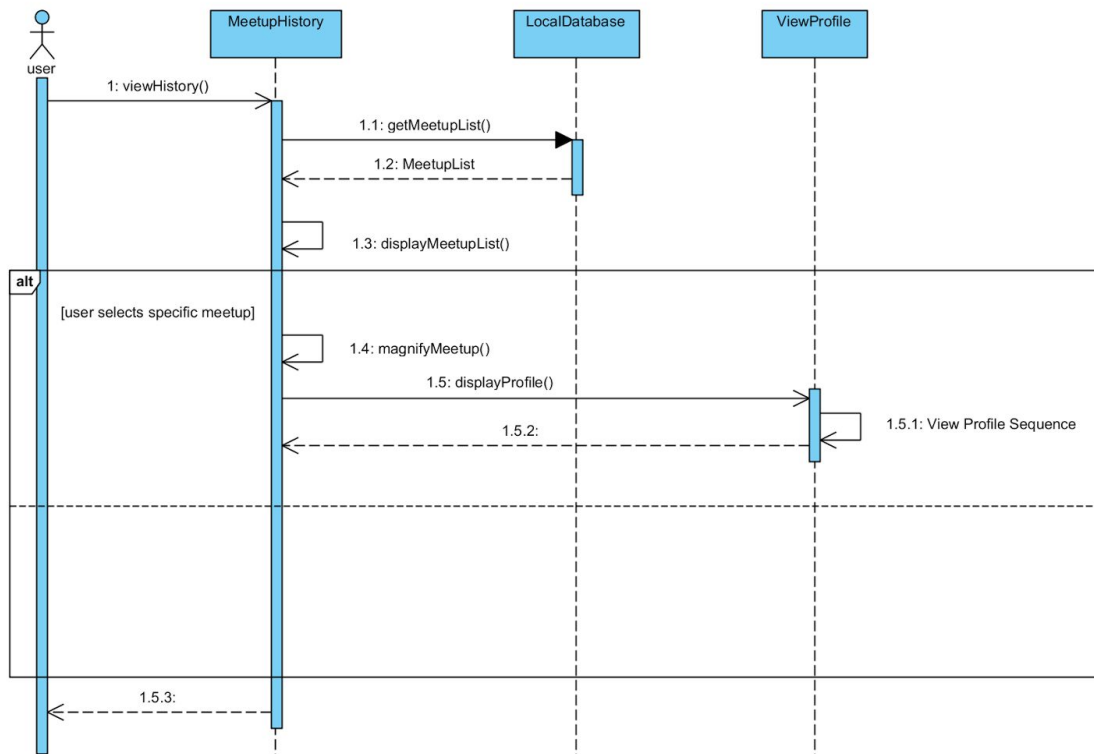 MeetupHistory
LocalDatabase
ViewProfile
user
1: viewHistory()
1.1: getMeetupList()
1.2: MeetupList
1.3: displayMeetupList()
alt
[user selects specific meetup]
1.4: magnifyMeetup()
1.5: displayProfile()
1.5.1: View Profile Sequence
1.5.2:
1.5.3: